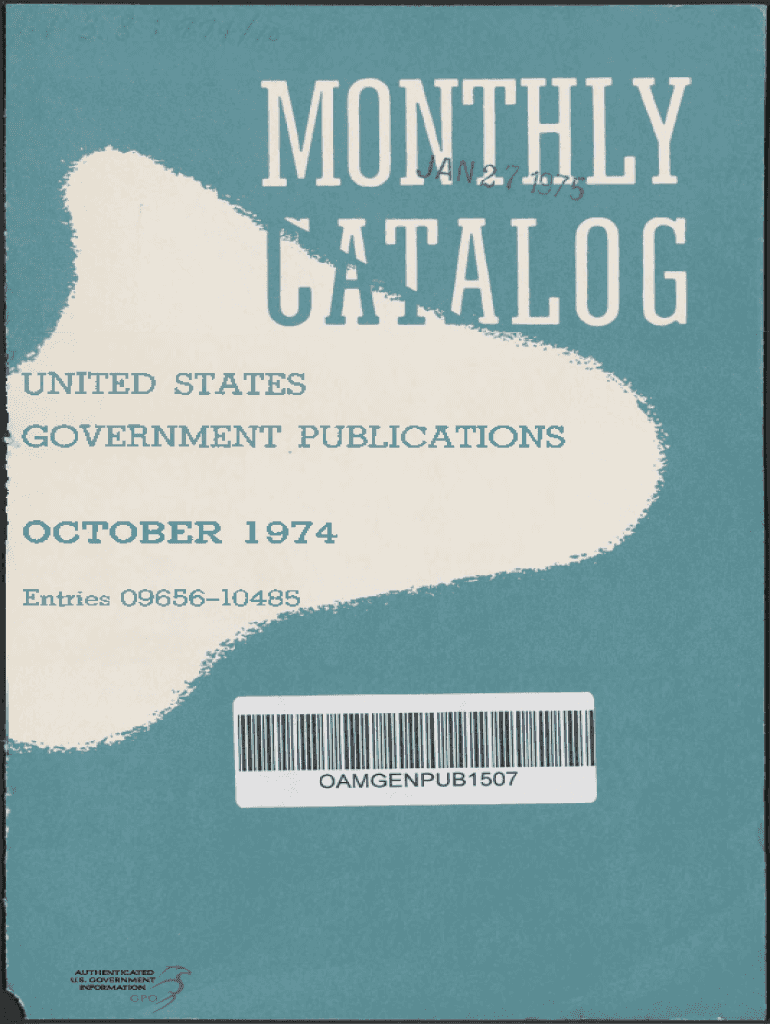 MONTHLY
JAN 27 1975
CATALOG
UNITED STATES
GOVERNMENT PUBLICATIONS
OCTOBER 1974
Entries 09656-10485
OAMGENPUB1507
AUTHENTICATED
U.S. GOVERNMENT
INFORMATION
GPO